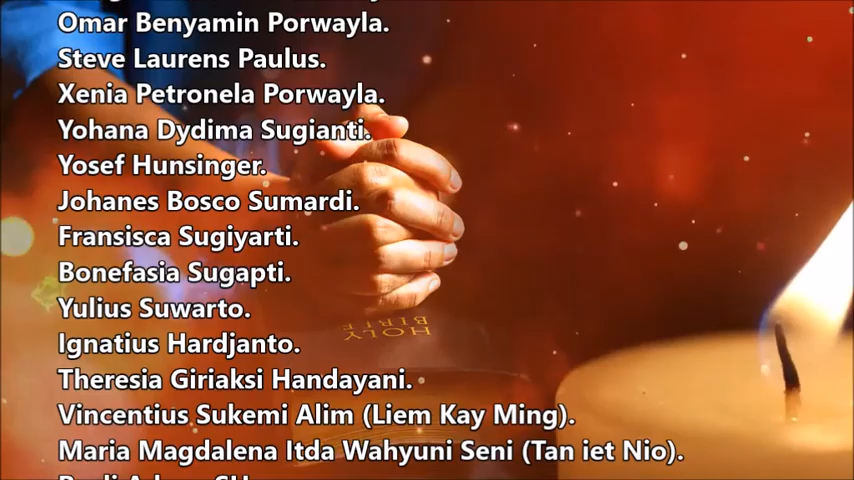 Omar Benyamin Porwayla.
Steve Laurens Paulus.
Xenia Petronela Porwayla.
Yohana Dydima Sugianti.
Yosef Hunsinger.
Johanes Bosco Sumardi.
Fransisca Sugiyarti.
Bonefasia Sugapti.
Yulius Suwarto.
Ignatius Hardjanto.
Theresia Giriaksi Handayani.
Vincentius Sukemi Alim (Liem Kay Ming).
Maria Magdalena Itda Wahyuni Seni (Tan iet Nio).
HOLY
BIBLE